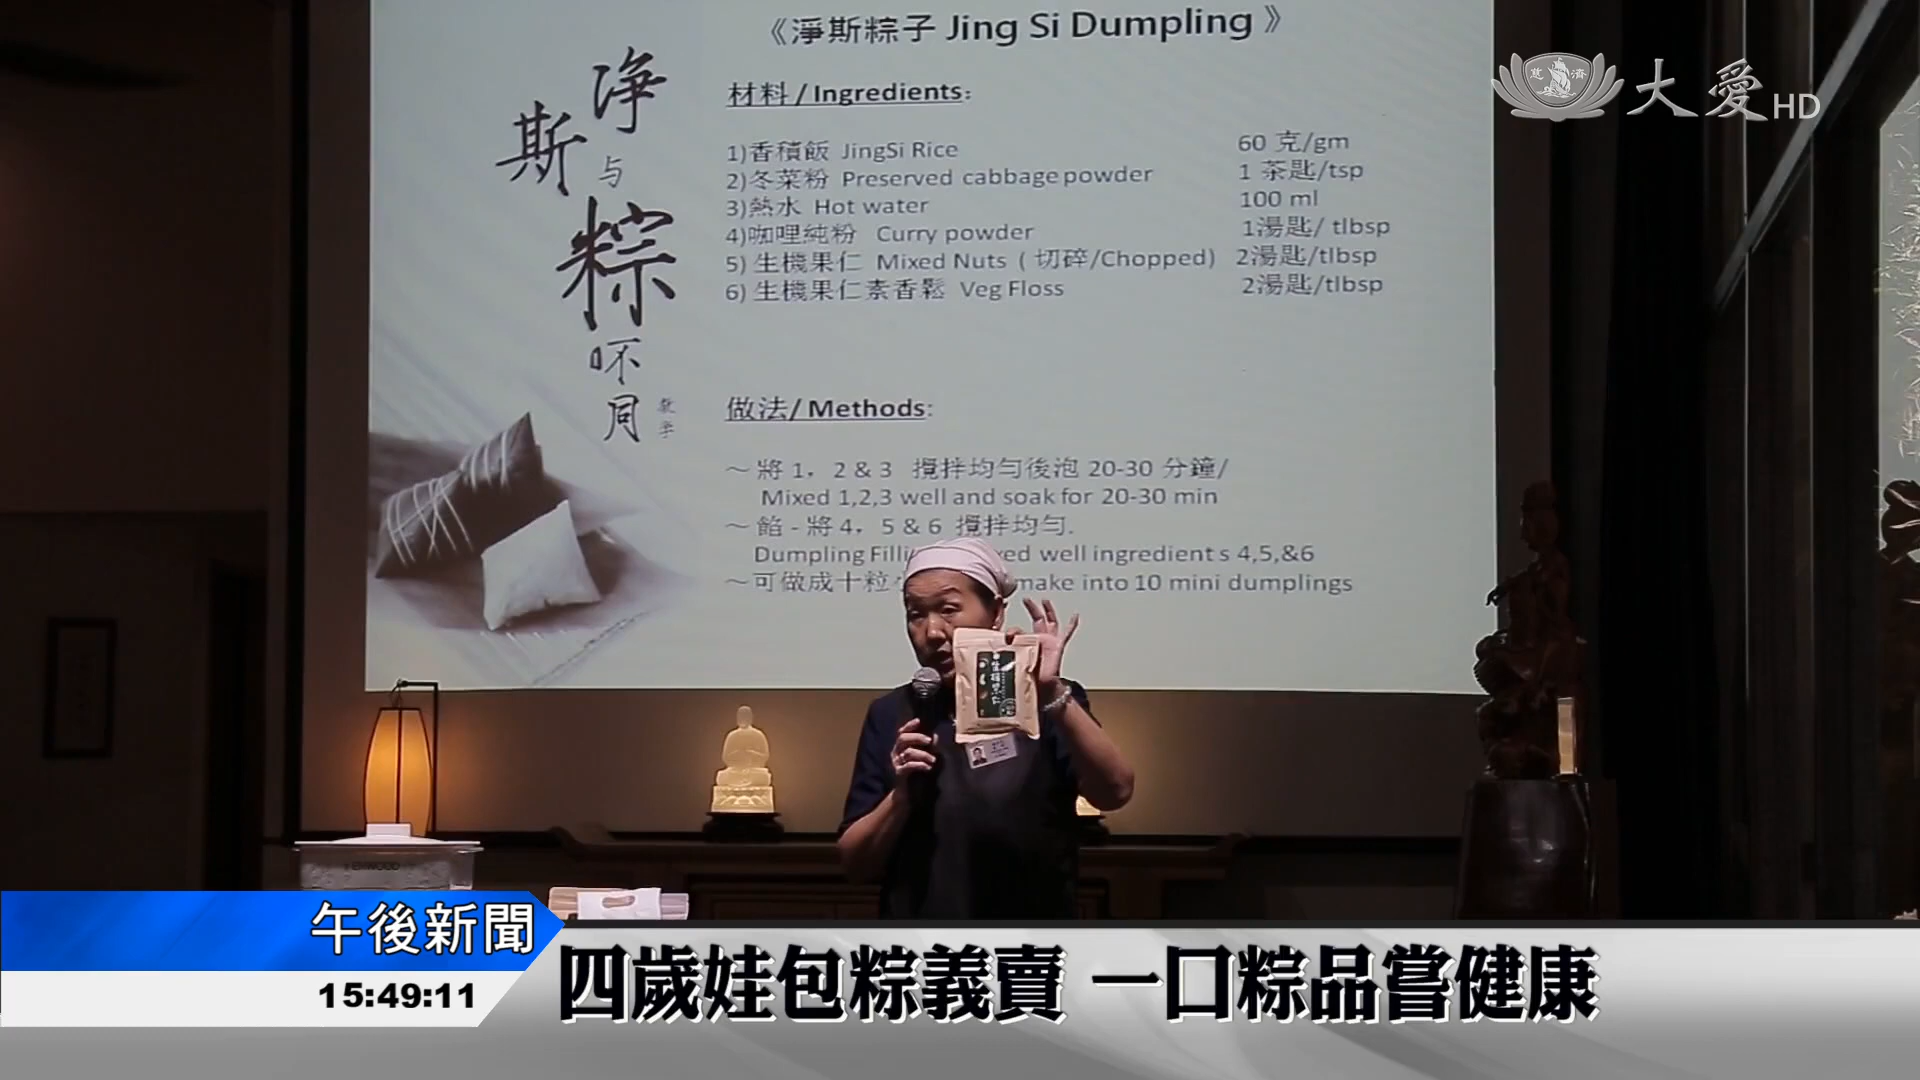 《淨斯粽子 Jing Si Dumpling 》
淨斯与粽吥同
材料/Ingredients:
1)香積飯 JingSi Rice 60 克/gm
2)冬菜粉 Preserved cabbage powder 1 茶匙/tsp
3)熱水 Hot water 100 ml
4)咖哩純粉 Curry powder 1湯匙/ tlbsp
5) 生機果仁 Mixed Nuts ( 切碎/Chopped) 2湯匙/tlbsp
6) 生機果仁素香鬆 Veg Floss 2湯匙/tlbsp
做法/Methods:
～ 將 1，2 & 3 攪拌均勻後泡 20-30 分鐘/
Mixed 1,2,3 well and soak for 20-30 min
～ 餡 - 將 4，5 & 6 攪拌均勻.
Dumpling Filli ed well ingredient s 4,5,&6
～可做成十粒 make into 10 mini dumplings
慈濟
大愛HD
KENWOOD
午後新聞
15:49:11
四歲娃包粽義賣 一口粽品嘗健康